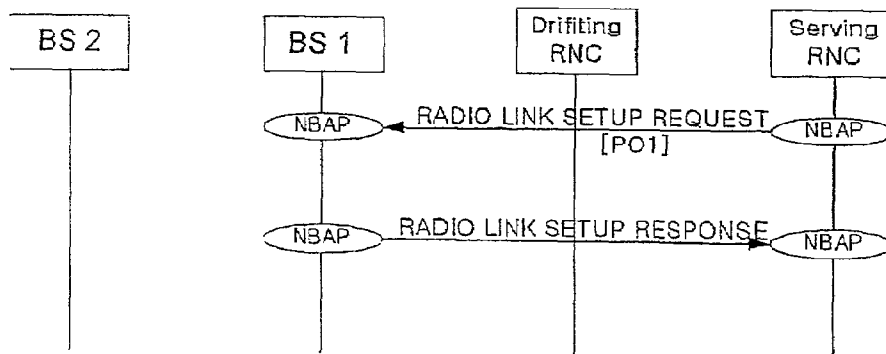 BS 2
BS 1
Drifiting
RNC
Serving
RNC
NBAP
RADIO LINK SETUP REQUEST
[PO1]
NBAP
NBAP
RADIO LINK SETUP RESPONSE
NBAP